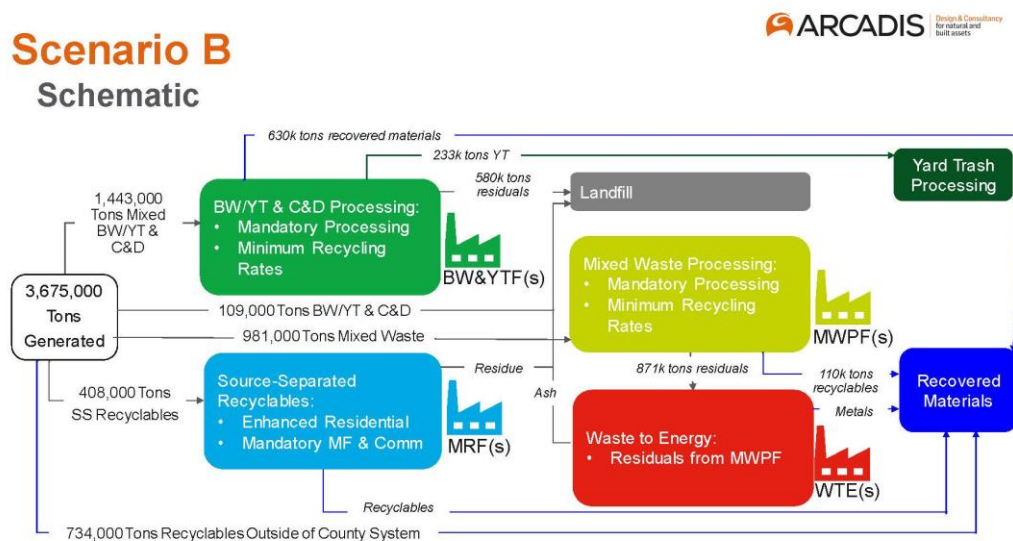 ARCADIS
Design & Consultancy
for natural and
built assets
Scenario B
Schematic
630k tons recovered materials
233k tons YT
580k tons
residuals
1,443,000
Tons Mixed
BW/YT &
C&D
BW/YT & C&D Processing:
• Mandatory Processing
• Minimum Recycling
Rates
BW&YTF(s)
Landfill
Yard Trash
Processing
3,675,000
Tons
Generated
109,000 Tons BW/YT & C&D
981,000 Tons Mixed Waste
Mixed Waste Processing:
• Mandatory Processing
• Minimum Recycling
Rates
MWPF(s)
408,000 Tons
SS Recyclables
Source-Separated
Recyclables:
• Enhanced Residential
• Mandatory MF & Comm
MRF(s)
Residue
Ash
871k tons residuals
110k tons
recyclables
Metals
Recovered
Materials
Waste to Energy:
• Residuals from MWPF
WTE(s)
Recyclables
734,000 Tons Recyclables Outside of County System